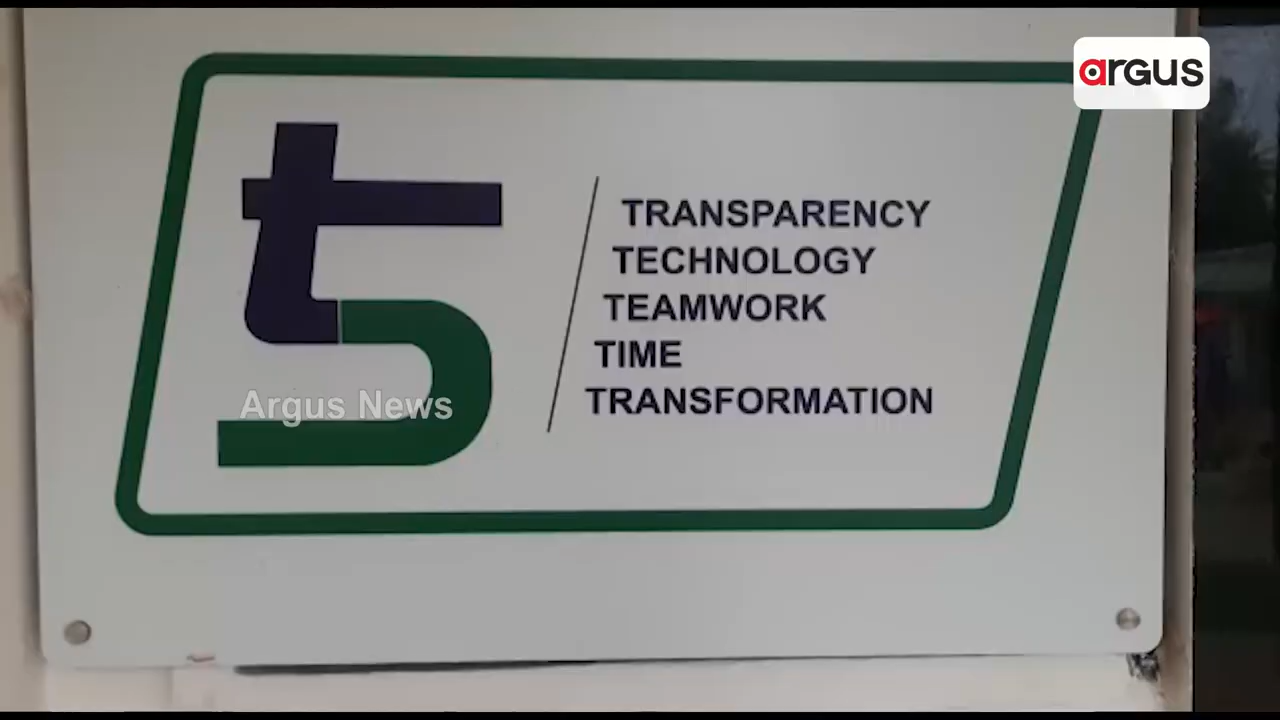 argus
t5
TRANSPARENCY
TECHNOLOGY
TEAMWORK
TIME
TRANSFORMATION
Argus News